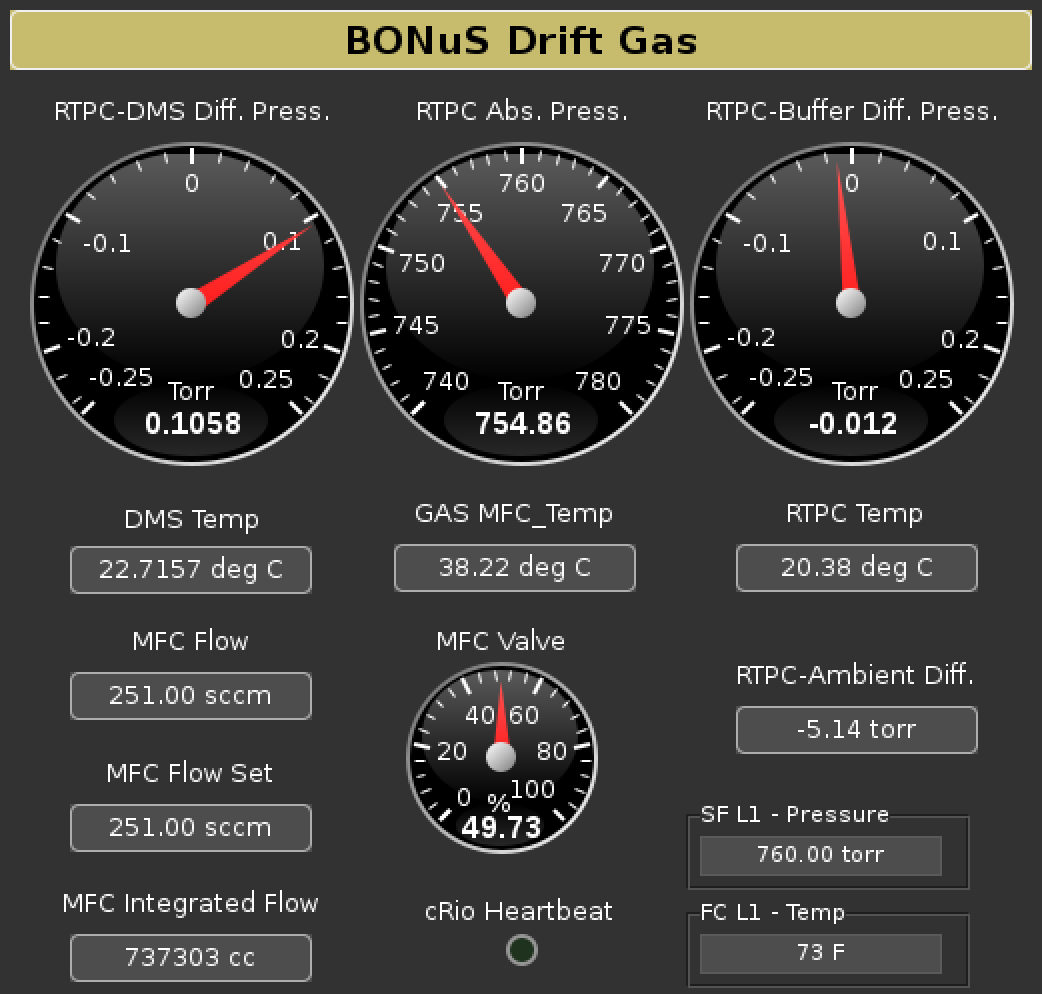 BONuS Drift Gas
RTPC-DMS Diff. Press.
0
-0.1
0.1
-0.2
0.2
-0.25
0.25
Torr
0.1058
RTPC Abs. Press.
760
755
765
750
770
745
775
740
780
Torr
754.86
RTPC-Buffer Diff. Press.
0
-0.1
0.1
-0.2
0.2
-0.25
0.25
Torr
-0.012
DMS Temp
22.7157 deg C
GAS MFC_Temp
38.22 deg C
RTPC Temp
20.38 deg C
MFC Flow
251.00 sccm
MFC Flow Set
251.00 sccm
MFC Integrated Flow
737303 cc
MFC Valve
40 60
20 80
0 % 100
49.73
cRio Heartbeat
RTPC-Ambient Diff.
-5.14 torr
SF L1 - Pressure
760.00 torr
FC L1 - Temp
73 F